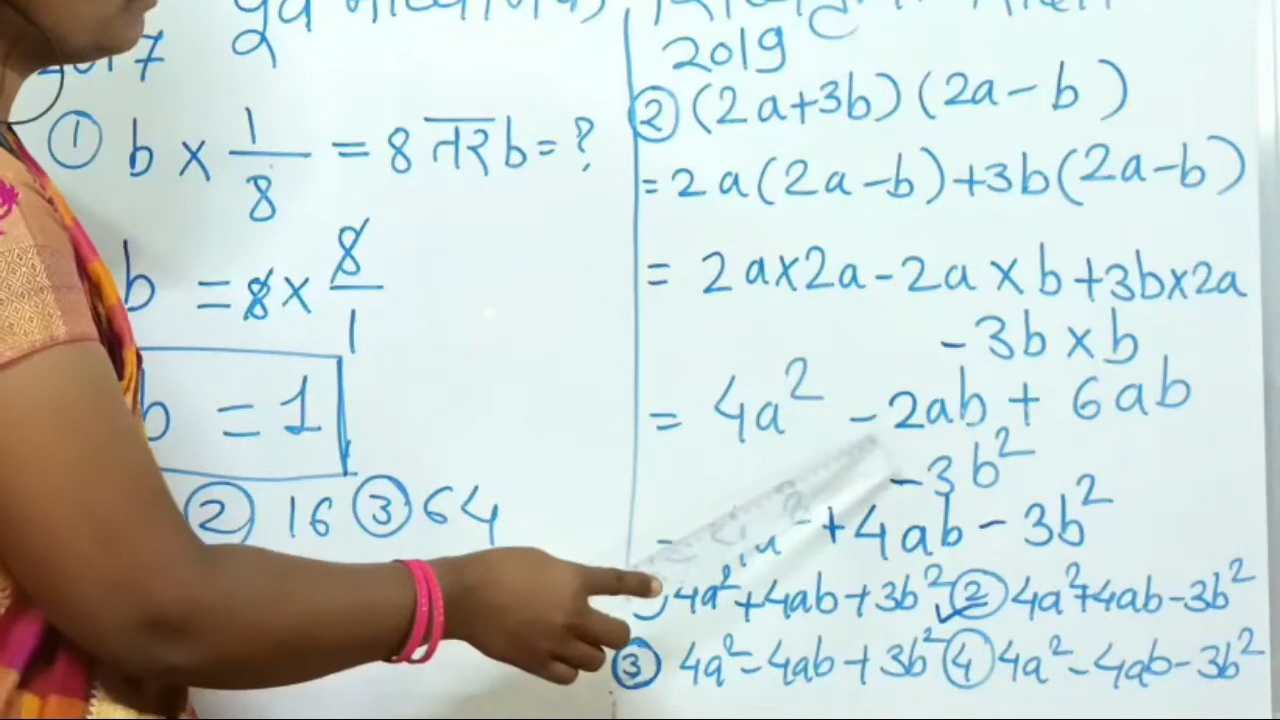 2017
① b × 1/8 = 8 तर b = ?
b = 8 × 8/1
b = 1
② 16 ③ 64
2019
② (2a+3b) (2a-b)
= 2a(2a-b)+3b(2a-b)
= 2a×2a-2a×b+3b×2a
-3b×b
= 4a² -2ab + 6ab
-3b²
+4ab-3b²
4a²+4ab+3b² ② 4a²+4ab-3b²
③ 4a²-4ab+3b² ④ 4a²-4ab-3b²